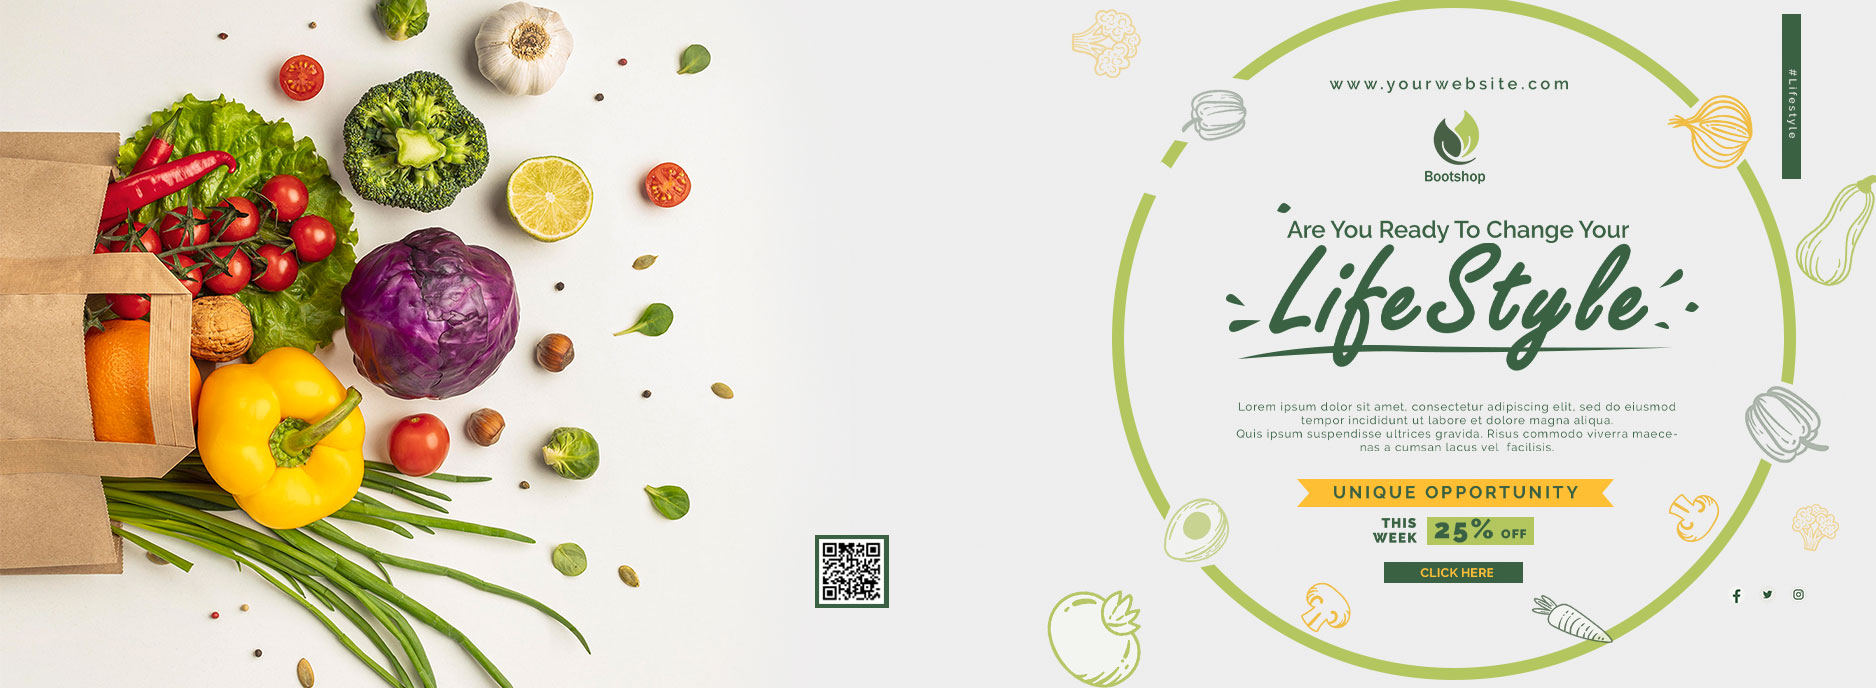 www.yourwebsite.com
#Lifestyle
Bootshop
Are You Ready To Change Your
LifeStyle
Lorem ipsum dolor sit amet, consectetur adipiscing elit, sed do eiusmod
tempor incididunt ut labore et dolore magna aliqua.
Quis ipsum suspendisse ultrices gravida. Risus commodo viverra maece-
nas a cumsan lacus vel facilisis.
UNIQUE OPPORTUNITY
THIS
WEEK
25% OFF
CLICK HERE